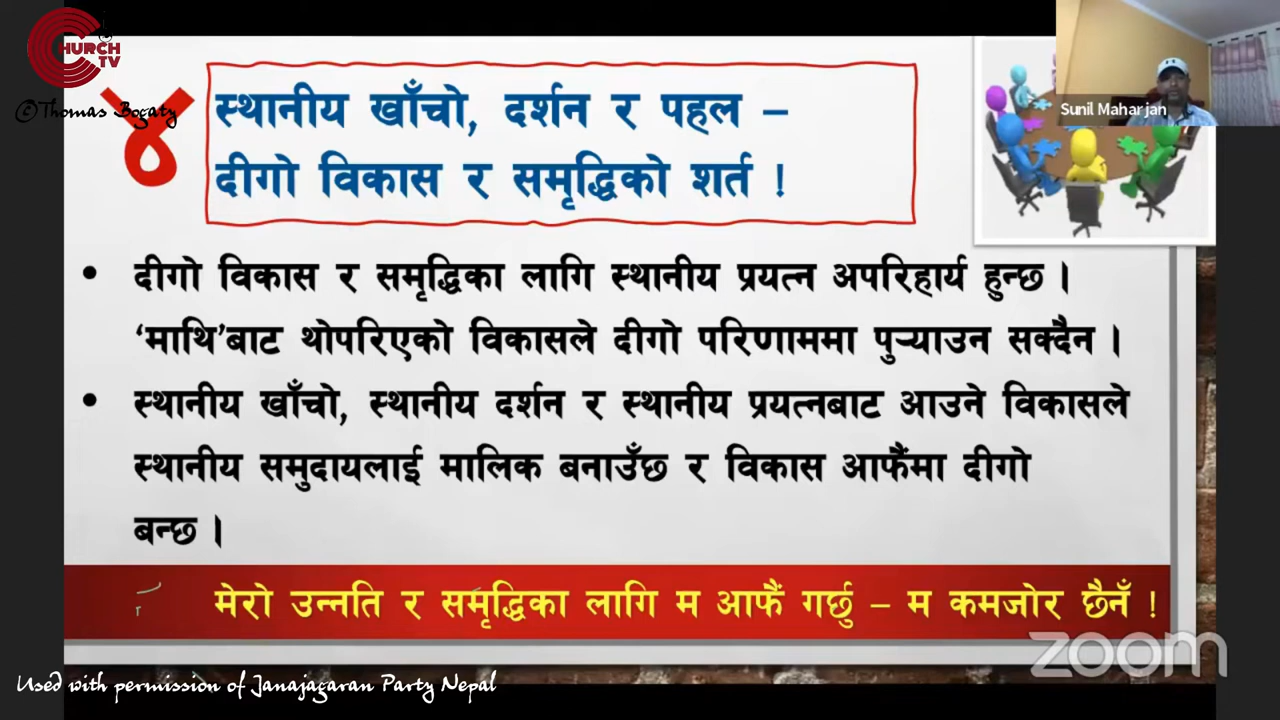 CHURCH
TV
©Thomas Bogaty
४
स्थानीय खाँचो, दर्शन र पहल –
दीगो विकास र समृद्धिको शर्त !
Sunil Maharjan
• दीगो विकास र समृद्धिका लागि स्थानीय प्रयत्न अपरिहार्य हुन्छ ।
‘माथि’बाट थोपरिएको विकासले दीगो परिणाममा पुऱ्याउन सक्दैन ।
• स्थानीय खाँचो, स्थानीय दर्शन र स्थानीय प्रयत्नबाट आउने विकासले
स्थानीय समुदायलाई मालिक बनाउँछ र विकास आफैंमा दीगो
बन्छ ।
मेरो उन्नति र समृद्धिका लागि म आफैं गर्छु – म कमजोर छैनँ !
zoom
Used with permission of Janajagaran Party Nepal